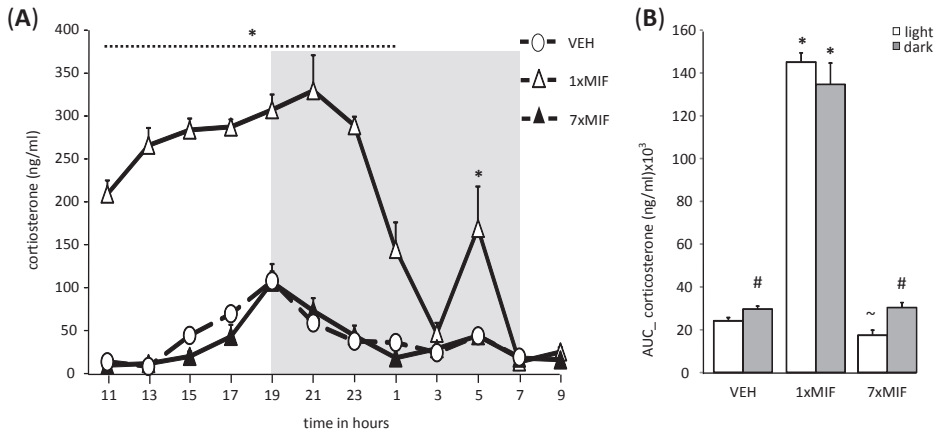 (A)
400
350
300
250
200
150
100
50
0
cortiosterone (ng/ml)
*
*
VEH
1xMIF
7xMIF
11 13 15 17 19 21 23 1 3 5 7 9
time in hours
(B)
light
dark
160
140
120
100
80
60
40
20
0
AUC_ corticosterone (ng/ml)x10³
#
* *
~ #
VEH 1xMIF 7xMIF